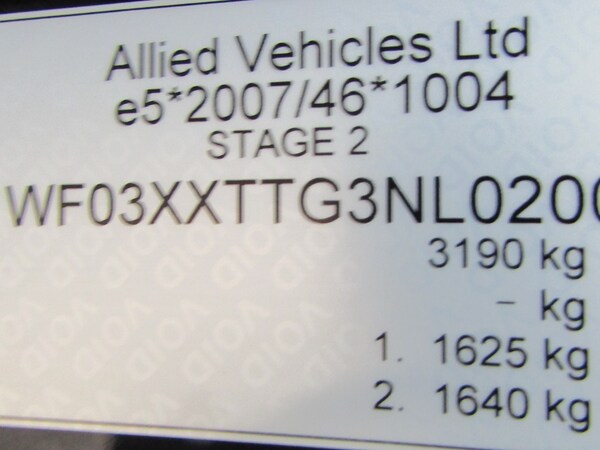 Allied Vehicles Ltd
e5*2007/46*1004
STAGE 2
WF03XXTTG3NL020
3190 kg
- kg
1. 1625 kg
2. 1640 kg